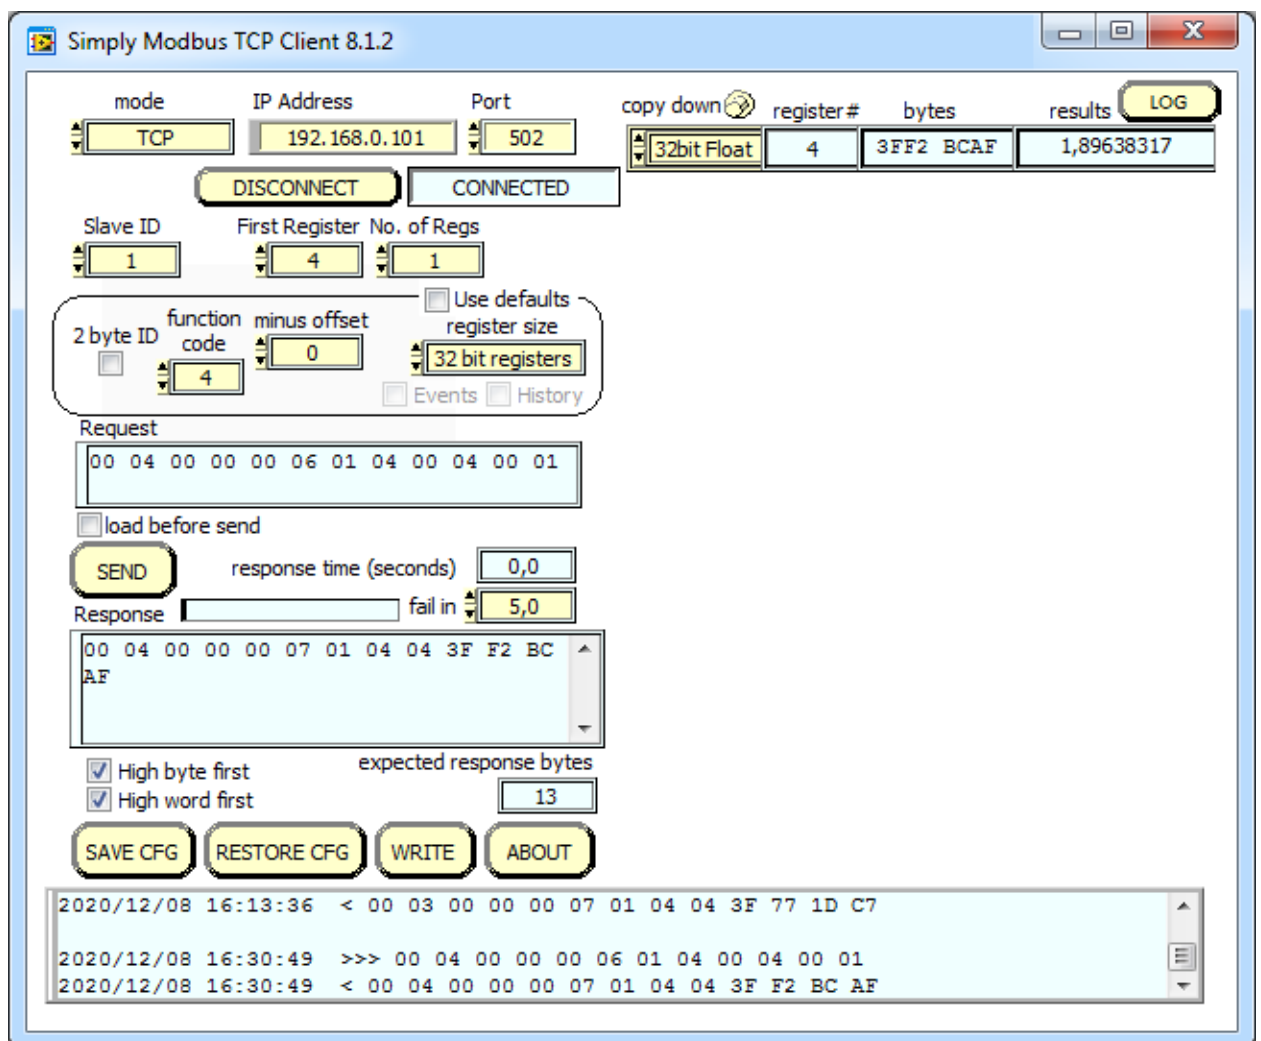 Simply Modbus TCP Client 8.1.2
mode IP Address Port
TCP 192.168.0.101 502
DISCONNECT CONNECTED
copy down register# bytes results LOG
32bit Float 4 3FF2 BCAF 1,89638317
Slave ID First Register No. of Regs
1 4 1
Use defaults
2 byte ID function code minus offset register size
4 0 32 bit registers
Events History
Request
00 04 00 00 00 06 01 04 00 04 00 01
load before send
SEND response time (seconds) 0,0
Response fail in 5,0
00 04 00 00 00 07 01 04 04 3F F2 BC
AF
High byte first expected response bytes
High word first 13
SAVE CFG RESTORE CFG WRITE ABOUT
2020/12/08 16:13:36 < 00 03 00 00 00 07 01 04 04 3F 77 1D C7
2020/12/08 16:30:49 >>> 00 04 00 00 00 06 01 04 00 04 00 01
2020/12/08 16:30:49 < 00 04 00 00 00 07 01 04 04 3F F2 BC AF